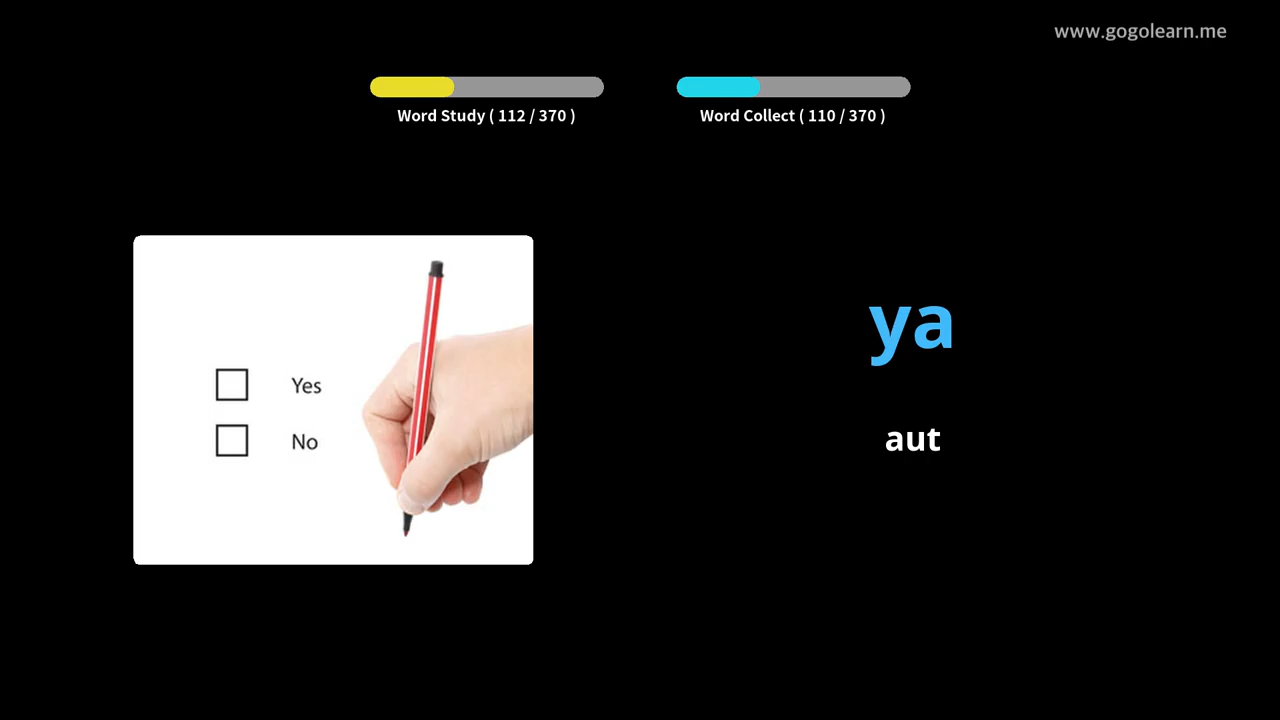 www.gogolearn.me
Word Study ( 112 / 370 )
Word Collect ( 110 / 370 )
Yes
No
ya
aut